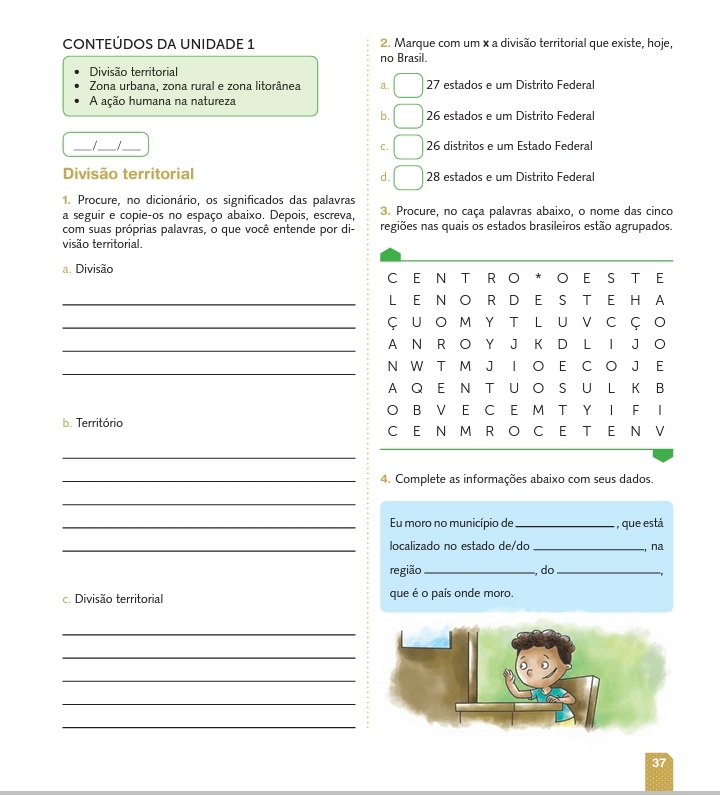 CONTEÚDOS DA UNIDADE 1
• Divisão territorial
• Zona urbana, zona rural e zona litorânea
• A ação humana na natureza
___/___/___
Divisão territorial
1. Procure, no dicionário, os significados das palavras
a seguir e copie-os no espaço abaixo. Depois, escreva,
com suas próprias palavras, o que você entende por di-
visão territorial.
a. Divisão
b. Território
c. Divisão territorial
2. Marque com um x a divisão territorial que existe, hoje,
no Brasil.
a. 27 estados e um Distrito Federal
b. 26 estados e um Distrito Federal
c. 26 distritos e um Estado Federal
d. 28 estados e um Distrito Federal
3. Procure, no caça palavras abaixo, o nome das cinco
regiões nas quais os estados brasileiros estão agrupados.
C E N T R O * O E S T E
L E N O R D E S T E H A
Ç U O M Y T L U V C Ç O
A N R O Y J K D L I J O
N W T M J I O E C O J E
A Q E N T U O S U L K B
O B V E C E M T Y I F I
C E N M R O C E T E N V
4. Complete as informações abaixo com seus dados.
Eu moro no município de _______________, que está
localizado no estado de/do _______________, na
região _______________, do _______________,
que é o país onde moro.
37